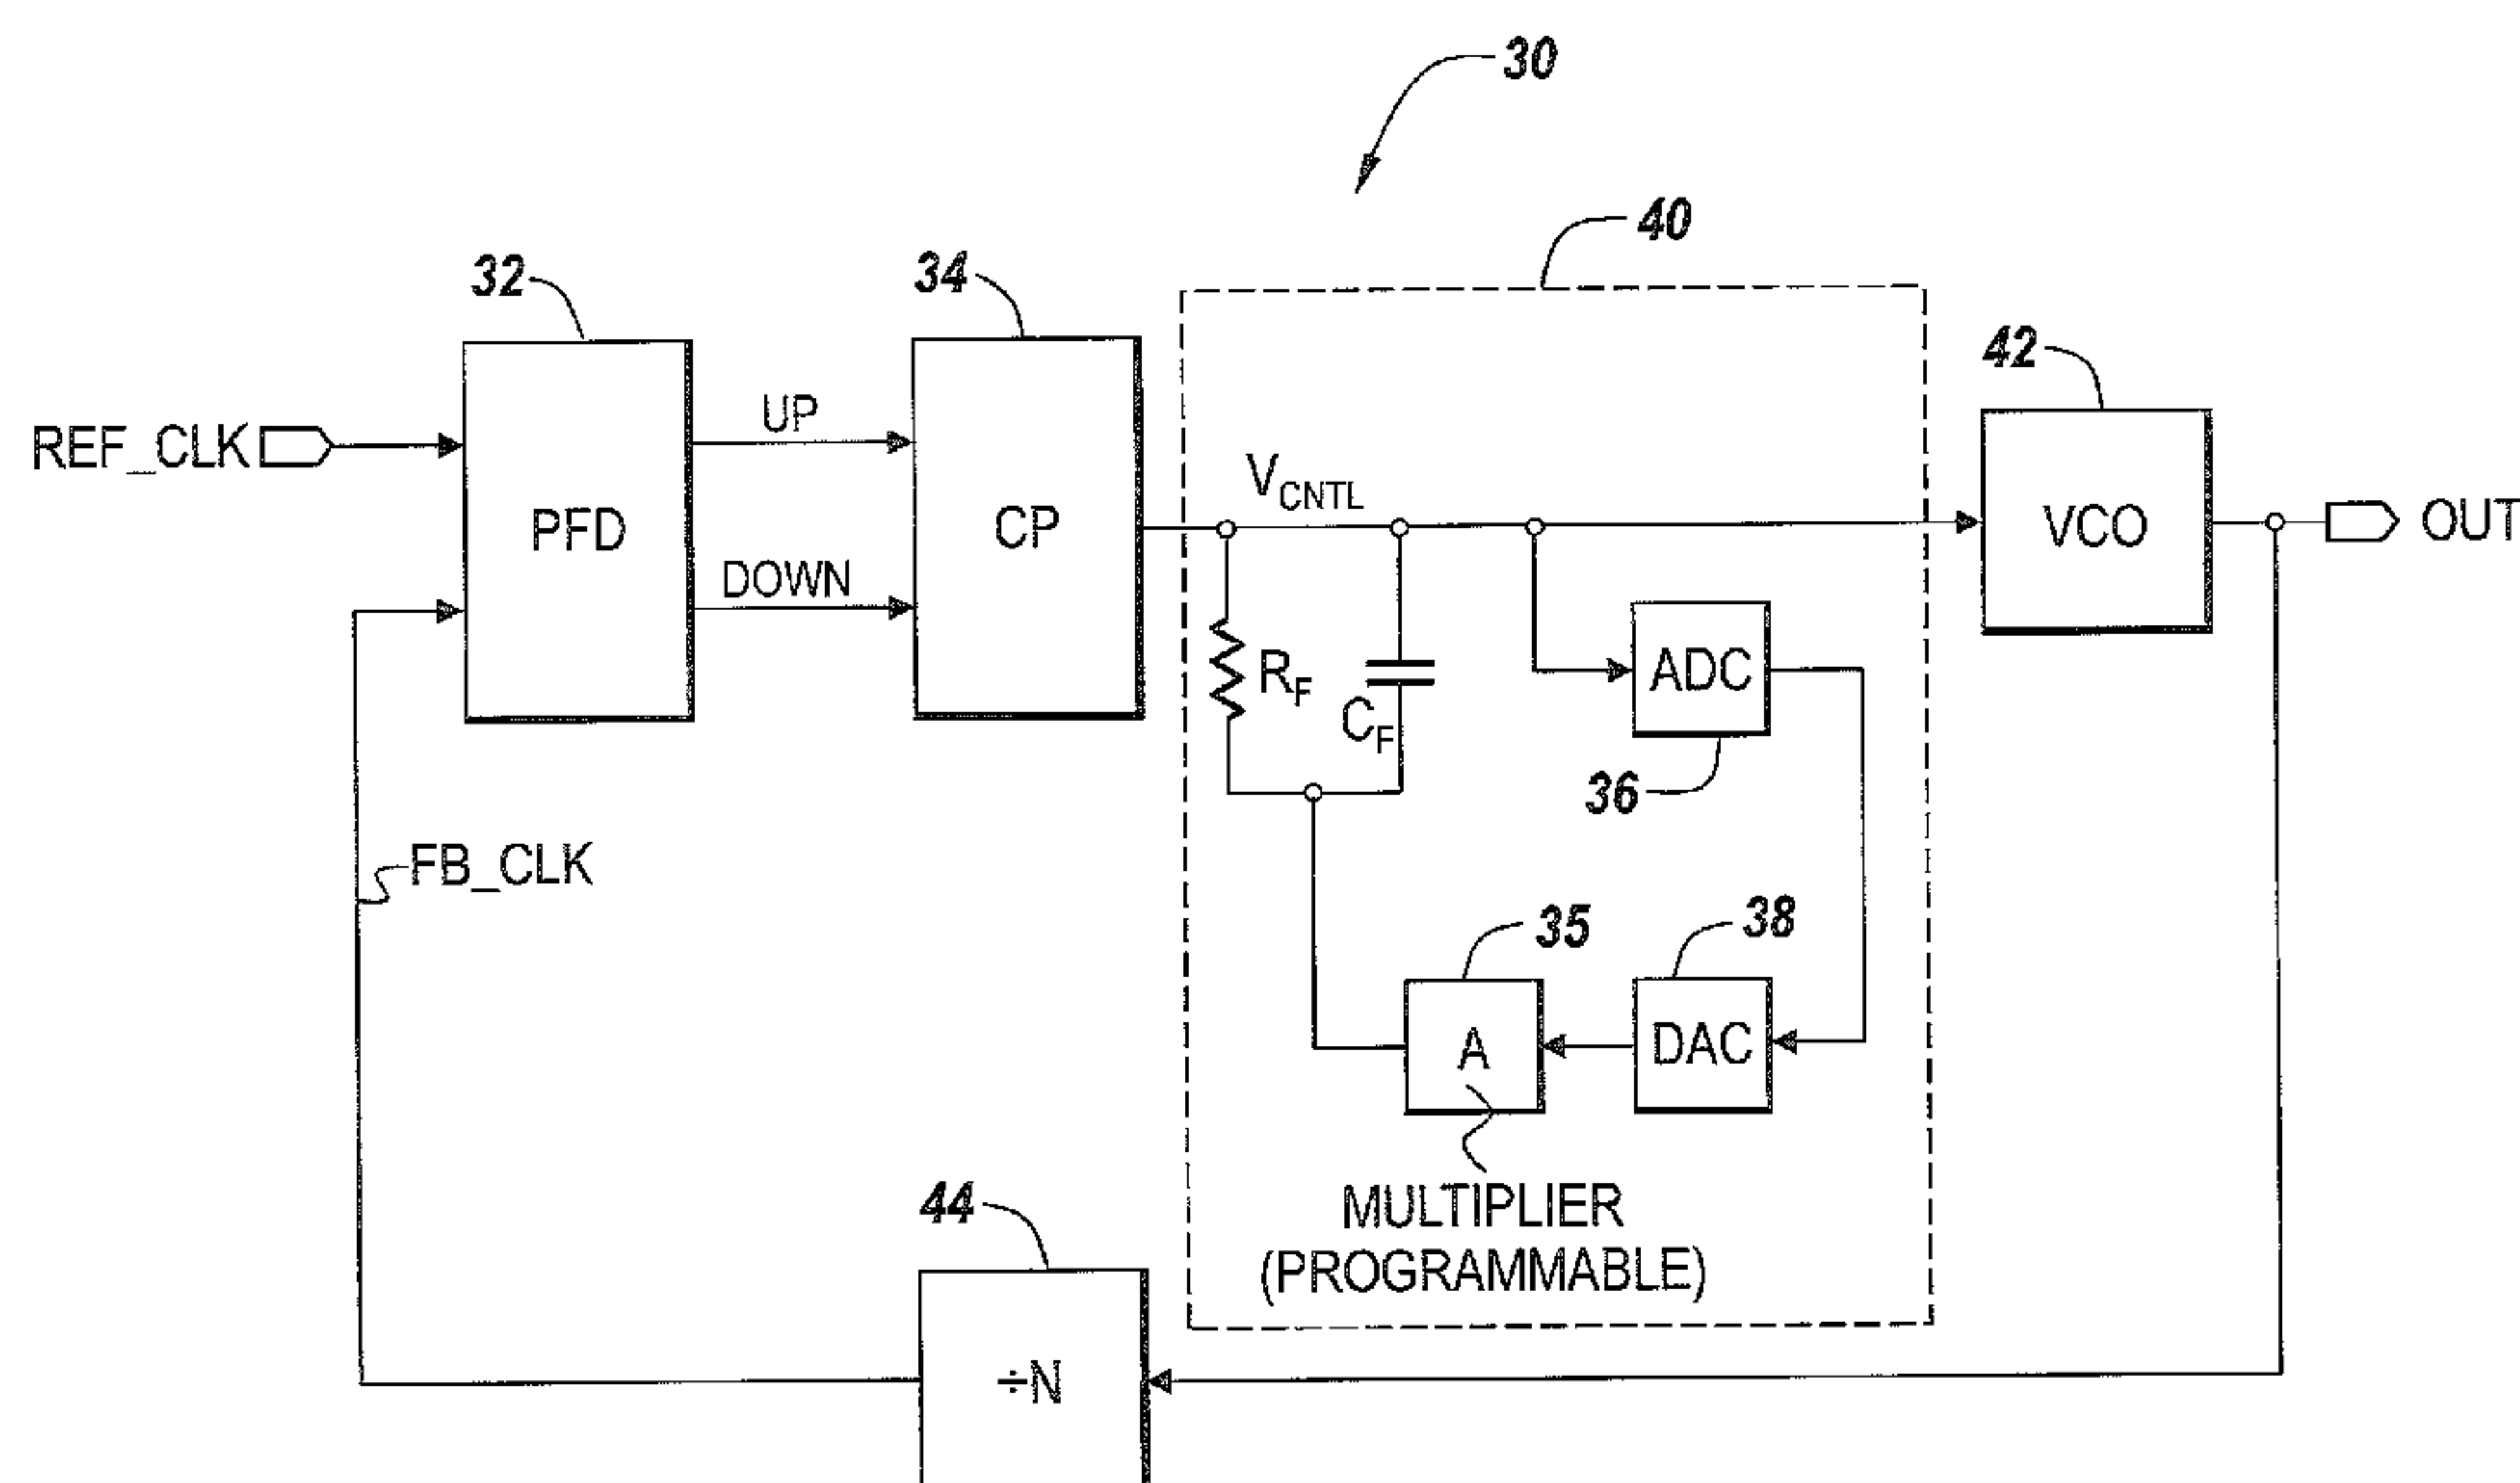 30
40
32
34
42
REF_CLK
UP
PFD
DOWN
CP
VCNTL
VCO
OUT
RF
CF
ADC
36
FB_CLK
35
38
A
DAC
MULTIPLIER
(PROGRAMMABLE)
44
÷N